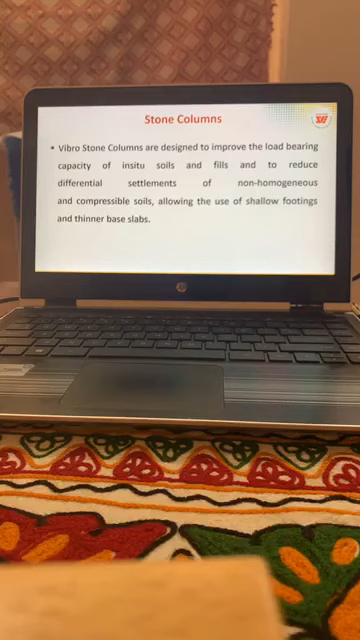 Stone Columns
• Vibro Stone Columns are designed to improve the load bearing
capacity of insitu soils and fills and to reduce
differential settlements of non-homogeneous
and compressible soils, allowing the use of shallow footings
and thinner base slabs.
hp